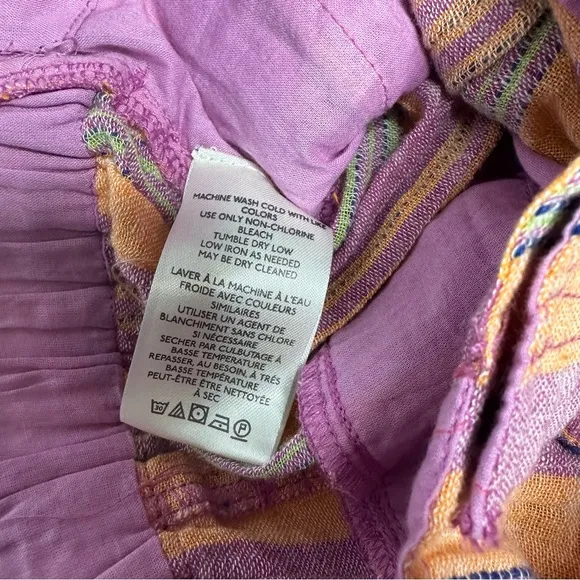 MACHINE WASH COLD WITH LIKE
COLORS
USE ONLY NON-CHLORINE
BLEACH
TUMBLE DRY LOW
LOW IRON AS NEEDED
MAY BE DRY CLEANED
LAVER À LA MACHINE À L'EAU
FROIDE AVEC COULEURS
SIMILAIRES
UTILISER UN AGENT DE
BLANCHIMENT SANS CHLORE
SI NÉCESSAIRE
SECHER PAR CULBUTAGE À
BASSE TEMPÉRATURE
REPASSER, AU BESOIN, À TRÈS
BASSE TEMPÉRATURE
PEUT-ÊTRE ÊTRE NETTOYÉE
À SEC
30 P